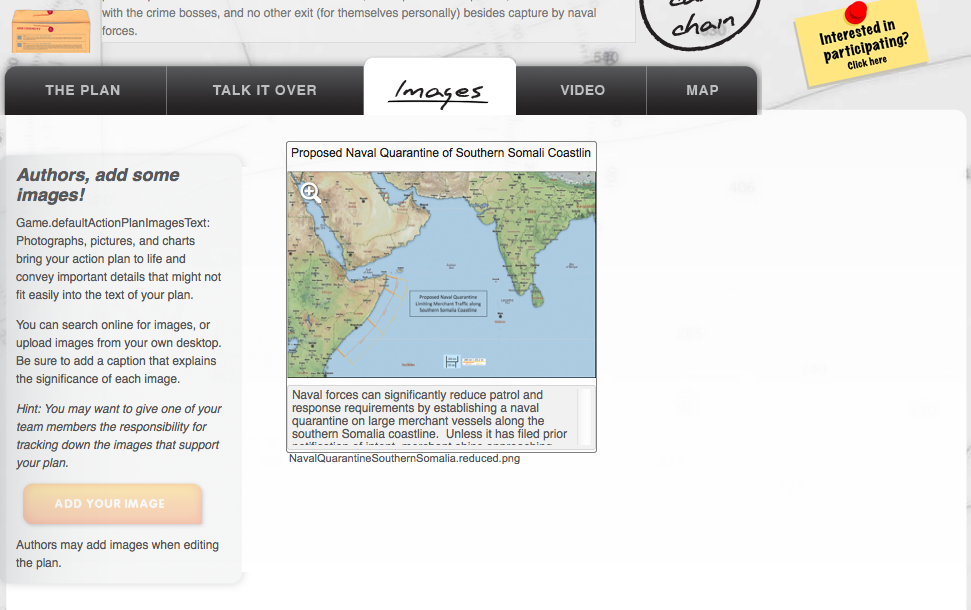 with the crime bosses, and no other exit (for themselves personally) besides capture by naval
forces.
chain
Interested in
participating?
Click here
THE PLAN
TALK IT OVER
Images
VIDEO
MAP
Authors, add some
images!
Game.defaultActionPlanImagesText:
Photographs, pictures, and charts
bring your action plan to life and
convey important details that might not
fit easily into the text of your plan.
You can search online for images, or
upload images from your own desktop.
Be sure to add a caption that explains
the significance of each image.
Hint: You may want to give one of your
team members the responsibility for
tracking down the images that support
your plan.
ADD YOUR IMAGE
Authors may add images when editing
the plan.
Proposed Naval Quarantine of Southern Somali Coastlin
Proposed Naval Quarantine
Limiting Merchant Traffic along
Southern Somalia Coastline
Naval forces can significantly reduce patrol and
response requirements by establishing a naval
quarantine on large merchant vessels along the
southern Somalia coastline. Unless it has filed prior
NavalQuarantineSouthernSomalia.reduced.png